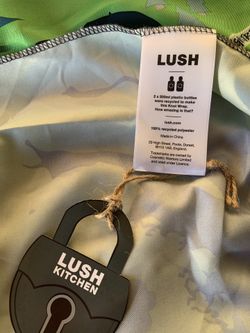 LUSH
2 x 500ml plastic bottles
were recycled to make
this Knot Wrap.
How amazing is that?
lush.com
100% recycled polyester
Made in China
29 High Street, Poole, Dorset,
BH15 1AB, England.
Trademarks are owned by
Cosmetic Warriors Limited
and used under Licence.
LUSH
KITCHEN